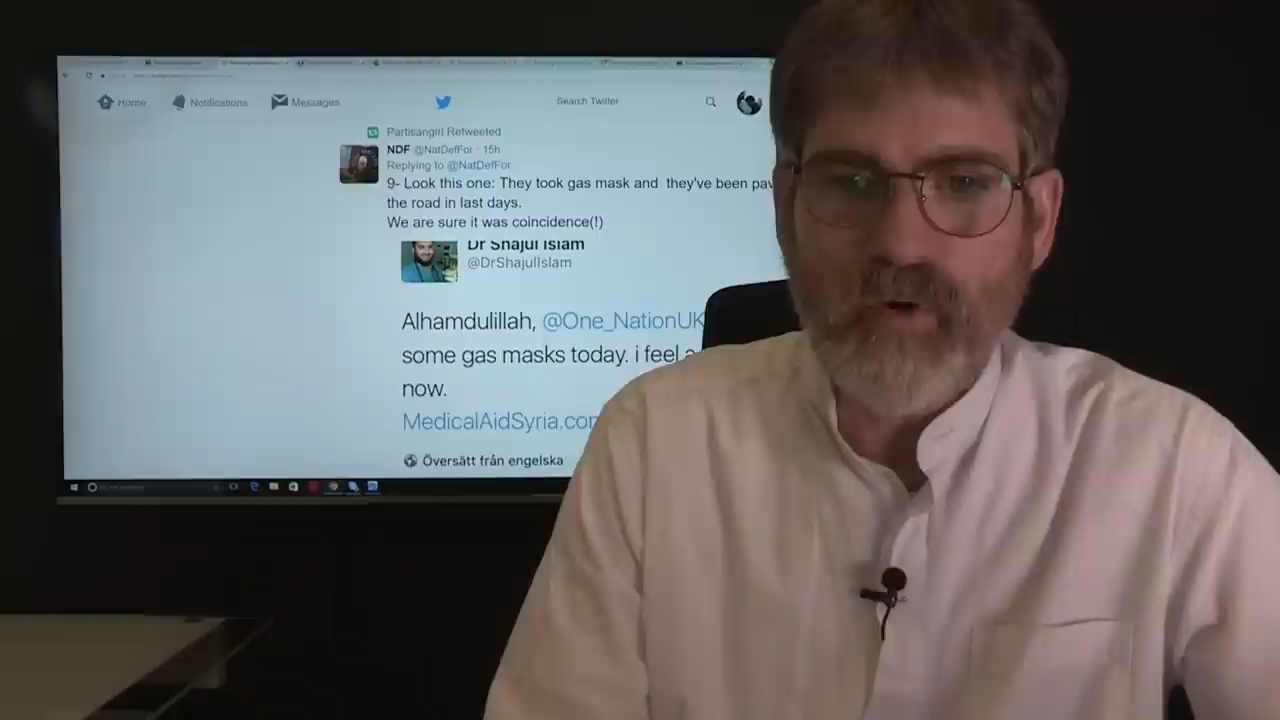 Home Notifications Messages Search Twitter
Partisangirl Retweeted
NDF @NatDefFor · 15h
Replying to @NatDefFor
9- Look this one: They took gas mask and they've been pav
the road in last days.
We are sure it was coincidence(!)
Dr Shajul Islam
@DrShajulIslam
Alhamdulillah, @One_NationUK
some gas masks today. i feel a
now.
MedicalAidSyria.com
Översätt från engelska